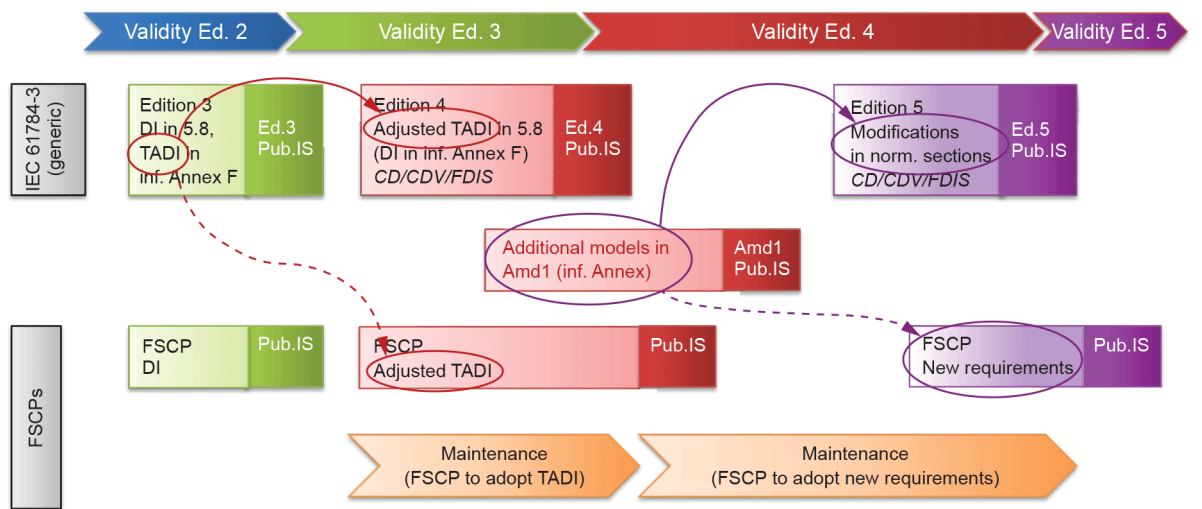 Validity Ed. 2
Validity Ed. 3
Validity Ed. 4
Validity Ed. 5
IEC 61784-3
(generic)
Edition 3
DI in 5.8,
TADI in
inf. Annex F
Ed.3
Pub.IS
Edition 4
Adjusted TADI in 5.8
(DI in inf. Annex F)
CD/CDV/FDIS
Ed.4
Pub.IS
Edition 5
Modifications
in norm. sections
CD/CDV/FDIS
Ed.5
Pub.IS
Additional models in
Amd1 (inf. Annex)
Amd1
Pub.IS
FSCPs
FSCP
DI
Pub.IS
FSCP
Adjusted TADI
Pub.IS
FSCP
New requirements
Pub.IS
Maintenance
(FSCP to adopt TADI)
Maintenance
(FSCP to adopt new requirements)